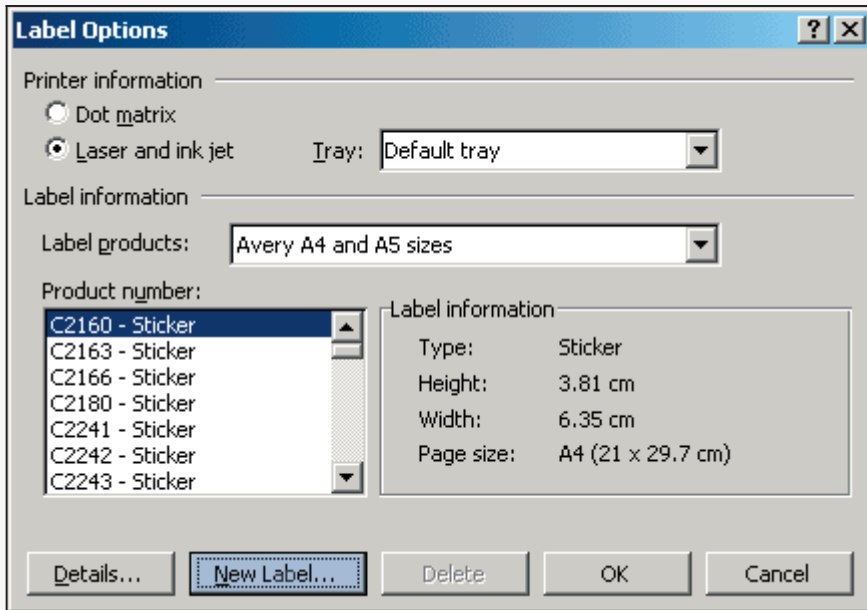 Label Options
Printer information
Dot matrix
Laser and ink jet Tray: Default tray
Label information
Label products: Avery A4 and A5 sizes
Product number:
C2160 - Sticker
C2163 - Sticker
C2166 - Sticker
C2180 - Sticker
C2241 - Sticker
C2242 - Sticker
C2243 - Sticker
Label information
Type: Sticker
Height: 3.81 cm
Width: 6.35 cm
Page size: A4 (21 x 29.7 cm)
Details... New Label... Delete OK Cancel